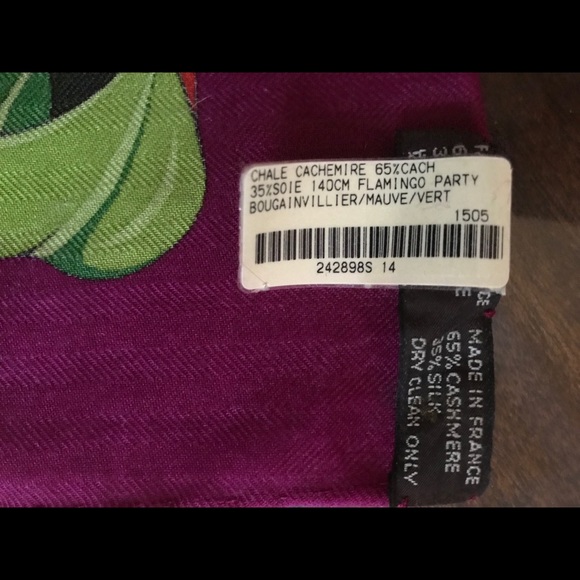 CHALE CACHEMIRE 65%CACH
35%SOIE 140CM FLAMINGO PARTY
BOUGAINVILLIER/MAUVE/VERT
1505
242898S 14
MADE IN FRANCE
65% CASHMERE
35% SILK
DRY CLEAN ONLY